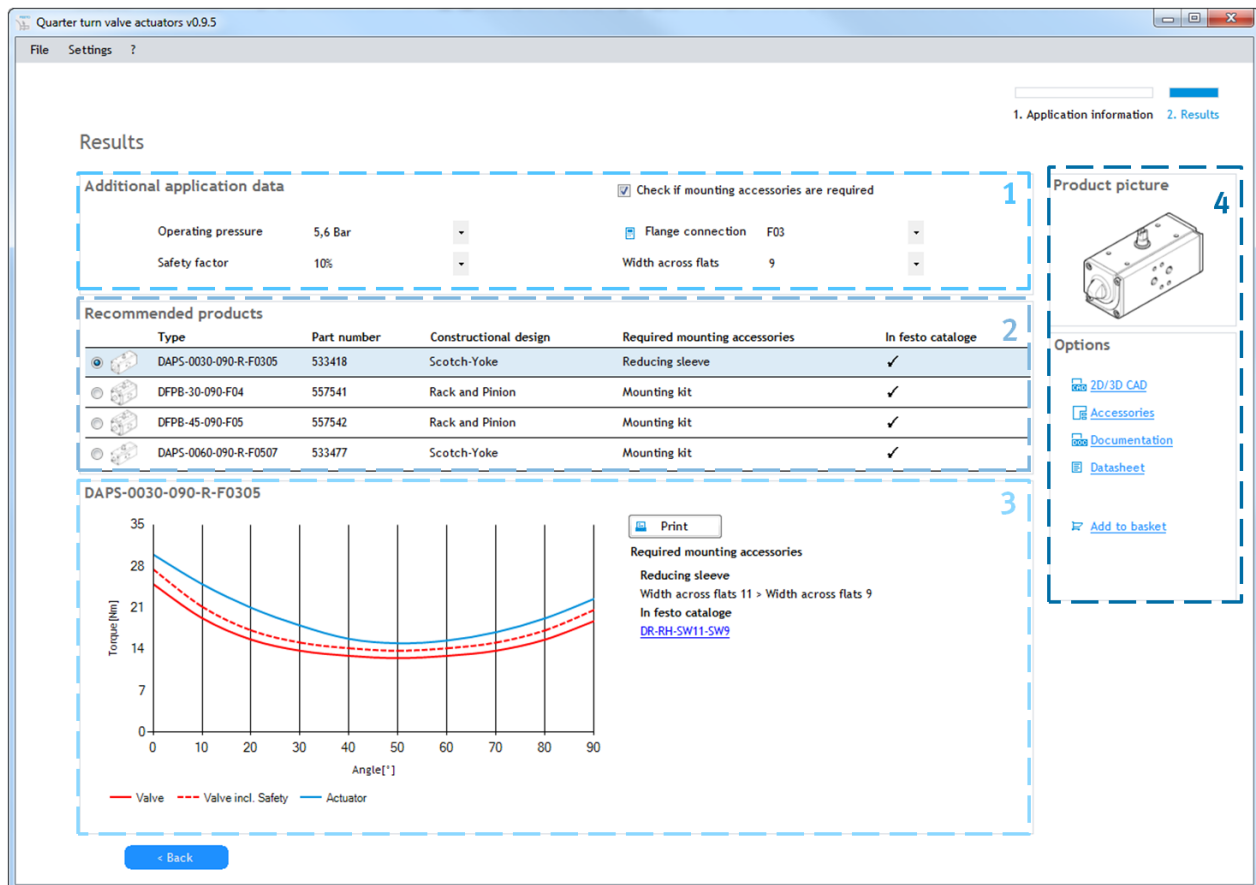 Quarter turn valve actuators v0.9.5
File Settings ?
1. Application information 2. Results
Results
Additional application data
Check if mounting accessories are required
1
Operating pressure 5,6 Bar
Flange connection F03
Safety factor 10%
Width across flats 9
Recommended products
2
Type Part number Constructional design Required mounting accessories In festo cataloge
DAPS-0030-090-R-F0305 533418 Scotch-Yoke Reducing sleeve ✓
DFPB-30-090-F04 557541 Rack and Pinion Mounting kit ✓
DFPB-45-090-F05 557542 Rack and Pinion Mounting kit ✓
DAPS-0060-090-R-F0507 533477 Scotch-Yoke Mounting kit ✓
DAPS-0030-090-R-F0305
3
35
28
21
14
7
0
Torque[Nm]
0 10 20 30 40 50 60 70 80 90
Angle[°]
Valve Valve incl. Safety Actuator
Print
Required mounting accessories
Reducing sleeve
Width across flats 11 > Width across flats 9
In festo cataloge
DR-RH-SW11-SW9
< Back
Product picture
4
Options
CAD 2D/3D CAD
Accessories
DOC Documentation
Datasheet
Add to basket